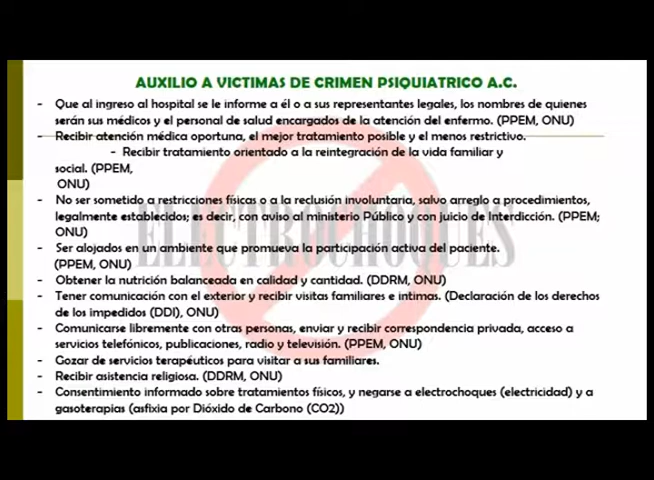 AUXILIO A VICTIMAS DE CRIMEN PSIQUIATRICO A.C.
- Que al ingreso al hospital se le informe a él o a sus representantes legales, los nombres de quienes
serán sus médicos y el personal de salud encargados de la atención del enfermo. (PPEM, ONU)
- Recibir atención médica oportuna, el mejor tratamiento posible y el menos restrictivo.
- Recibir tratamiento orientado a la reintegración de la vida familiar y
social. (PPEM,
ONU)
- No ser sometido a restricciones físicas o a la reclusión involuntaria, salvo arreglo a procedimientos,
legalmente establecidos; es decir, con aviso al ministerio Público y con juicio de Interdicción. (PPEM;
ONU)
- Ser alojados en un ambiente que promueva la participación activa del paciente.
(PPEM, ONU)
- Obtener la nutrición balanceada en calidad y cantidad. (DDRM, ONU)
- Tener comunicación con el exterior y recibir visitas familiares e intimas. (Declaración de los derechos
de los impedidos (DDI), ONU)
- Comunicarse libremente con otras personas, enviar y recibir correspondencia privada, acceso a
servicios telefónicos, publicaciones, radio y televisión. (PPEM, ONU)
- Gozar de servicios terapéuticos para visitar a sus familiares.
- Recibir asistencia religiosa. (DDRM, ONU)
- Consentimiento informado sobre tratamientos físicos, y negarse a electrochoques (electricidad) y a
gasoterapias (asfixia por Dióxido de Carbono (CO2))
ELECTROCHOQUES